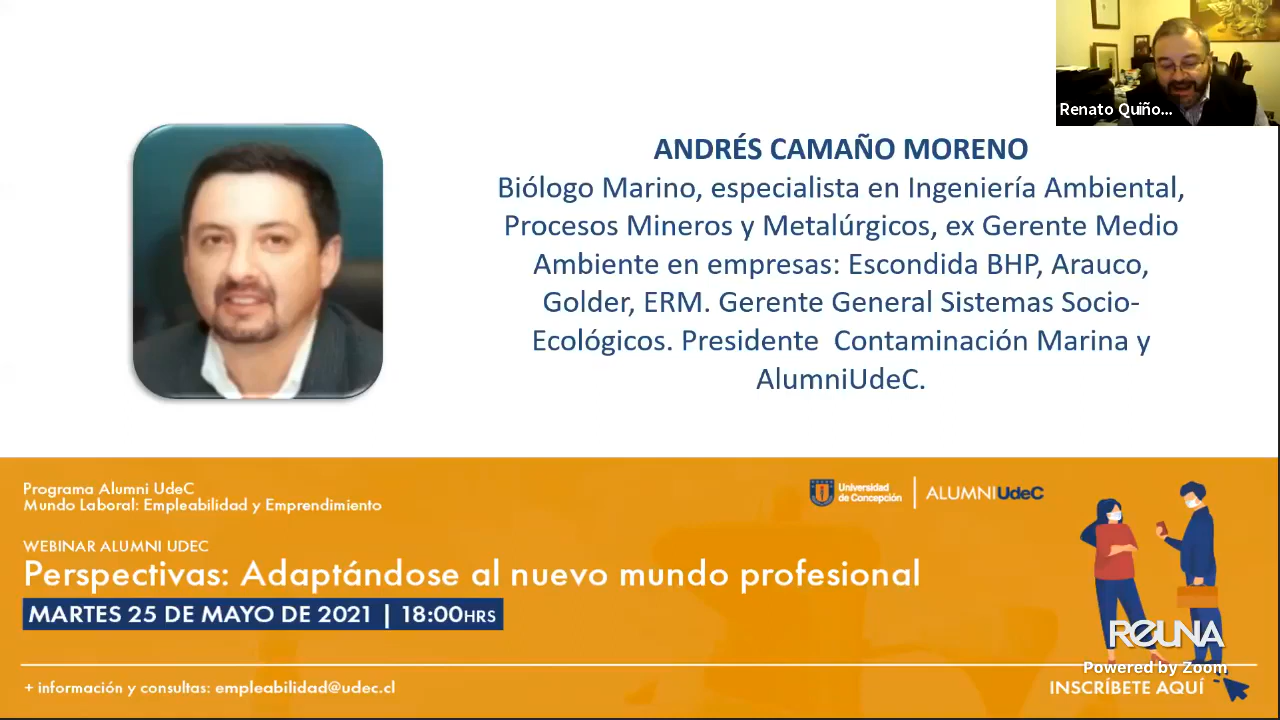 Renato Quiño...
ANDRÉS CAMAÑO MORENO
Biólogo Marino, especialista en Ingeniería Ambiental,
Procesos Mineros y Metalúrgicos, ex Gerente Medio
Ambiente en empresas: Escondida BHP, Arauco,
Golder, ERM. Gerente General Sistemas Socio-
Ecológicos. Presidente  Contaminación Marina y
AlumniUdeC.
Programa Alumni UdeC
Mundo Laboral: Empleabilidad y Emprendimiento
Universidad
de Concepción
ALUMNIUdeC
WEBINAR ALUMNI UDEC
Perspectivas: Adaptándose al nuevo mundo profesional
MARTES 25 DE MAYO DE 2021 | 18:00HRS
REUNA
Powered by Zoom
+ información y consultas: empleabilidad@udec.cl
INSCRÍBETE AQUÍ